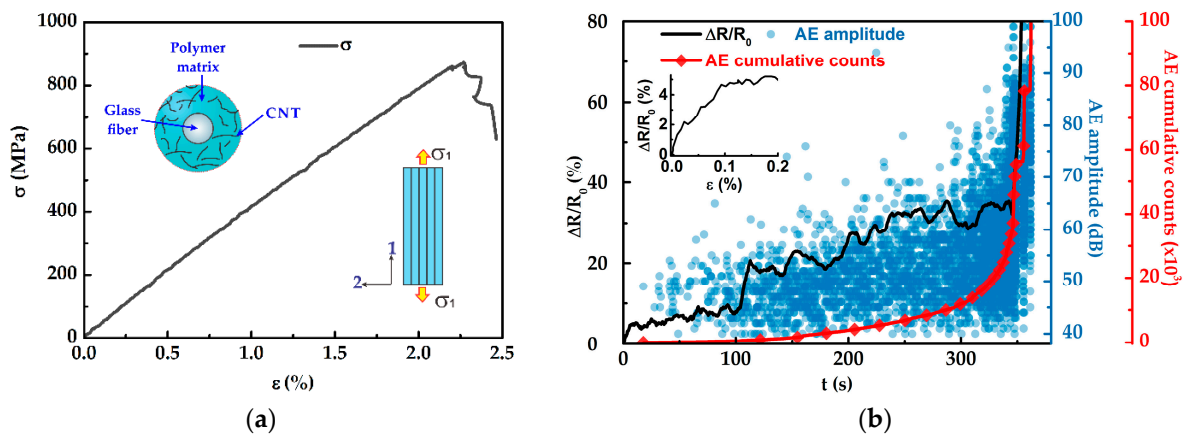 1000
800
600
400
200
0
σ (MPa)
σ
Polymer
matrix
Glass
fiber
CNT
σ1
1
2
σ1
0.0 0.5 1.0 1.5 2.0 2.5
ε (%)
(a)
80
60
40
20
0
ΔR/R0 (%)
ΔR/R0
AE amplitude
AE cumulative counts
4
2
0
ΔR/R0 (%)
0.0 0.1 0.2
ε (%)
0 100 200 300
t (s)
100
90
80
70
60
50
40
AE amplitude (dB)
100
80
60
40
20
0
AE cumulative counts (x10³)
(b)